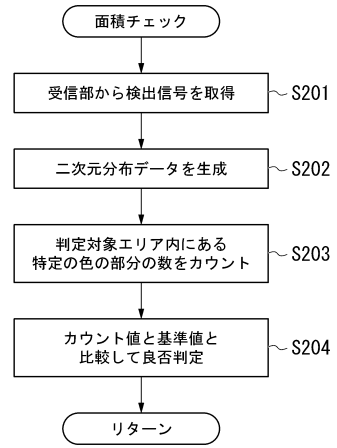 面積チェック
受信部から検出信号を取得
S201
二次元分布データを生成
S202
判定対象エリア内にある
特定の色の部分の数をカウント
S203
カウント値と基準値と
比較して良否判定
S204
リターン